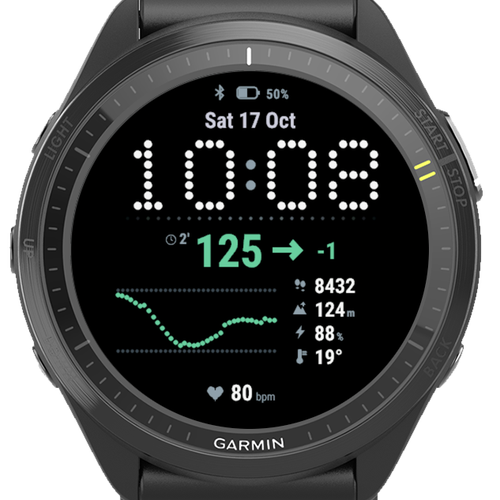 50%
Sat 17 Oct
10:08
2' 125 → -1
8432
124m
88%
19°
80 bpm
GARMIN
LIGHT
UP
START
STOP
BACK